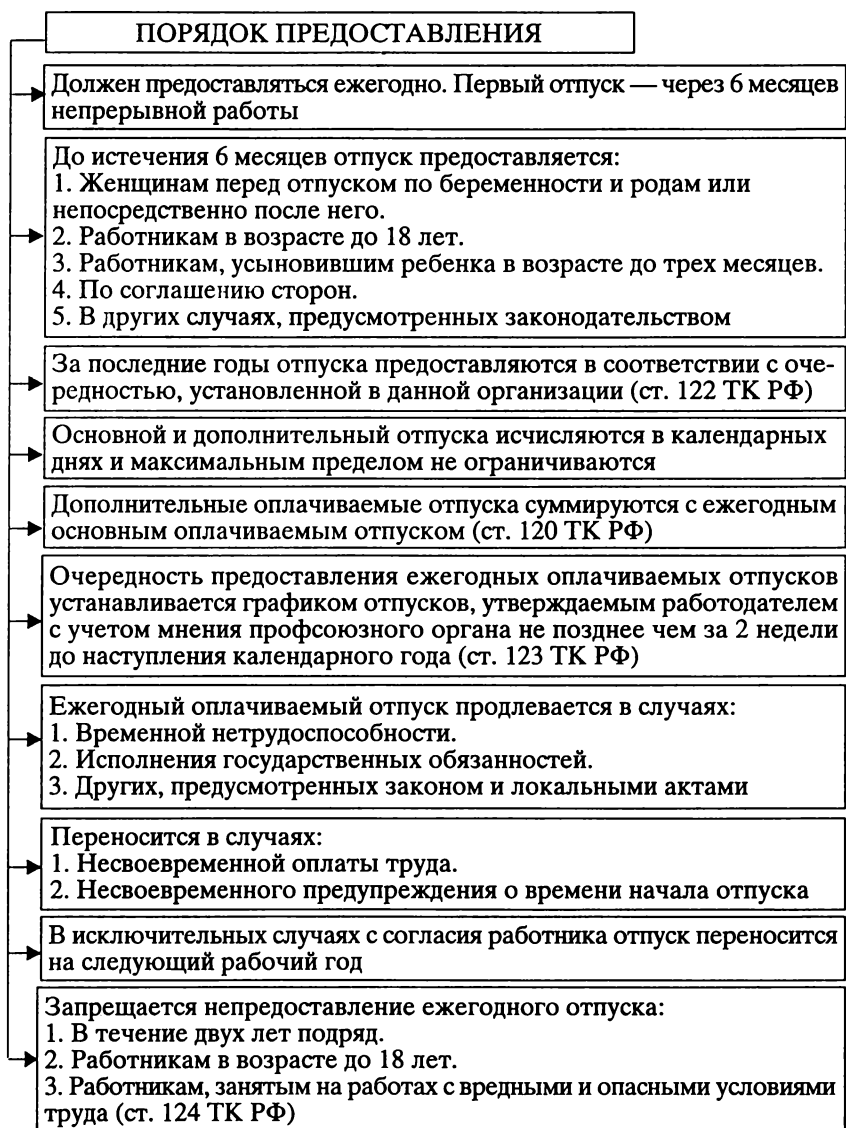 ПОРЯДОК ПРЕДОСТАВЛЕНИЯ
Должен предоставляться ежегодно. Первый отпуск — через 6 месяцев
непрерывной работы
До истечения 6 месяцев отпуск предоставляется:
1. Женщинам перед отпуском по беременности и родам или
непосредственно после него.
2. Работникам в возрасте до 18 лет.
3. Работникам, усыновившим ребенка в возрасте до трех месяцев.
4. По соглашению сторон.
5. В других случаях, предусмотренных законодательством
За последние годы отпуска предоставляются в соответствии с оче-
редностью, установленной в данной организации (ст. 122 ТК РФ)
Основной и дополнительный отпуска исчисляются в календарных
днях и максимальным пределом не ограничиваются
Дополнительные оплачиваемые отпуска суммируются с ежегодным
основным оплачиваемым отпуском (ст. 120 ТК РФ)
Очередность предоставления ежегодных оплачиваемых отпусков
устанавливается графиком отпусков, утверждаемым работодателем
с учетом мнения профсоюзного органа не позднее чем за 2 недели
до наступления календарного года (ст. 123 ТК РФ)
Ежегодный оплачиваемый отпуск продлевается в случаях:
1. Временной нетрудоспособности.
2. Исполнения государственных обязанностей.
3. Других, предусмотренных законом и локальными актами
Переносится в случаях:
1. Несвоевременной оплаты труда.
2. Несвоевременного предупреждения о времени начала отпуска
В исключительных случаях с согласия работника отпуск переносится
на следующий рабочий год
Запрещается непредоставление ежегодного отпуска:
1. В течение двух лет подряд.
2. Работникам в возрасте до 18 лет.
3. Работникам, занятым на работах с вредными и опасными условиями
труда (ст. 124 ТК РФ)